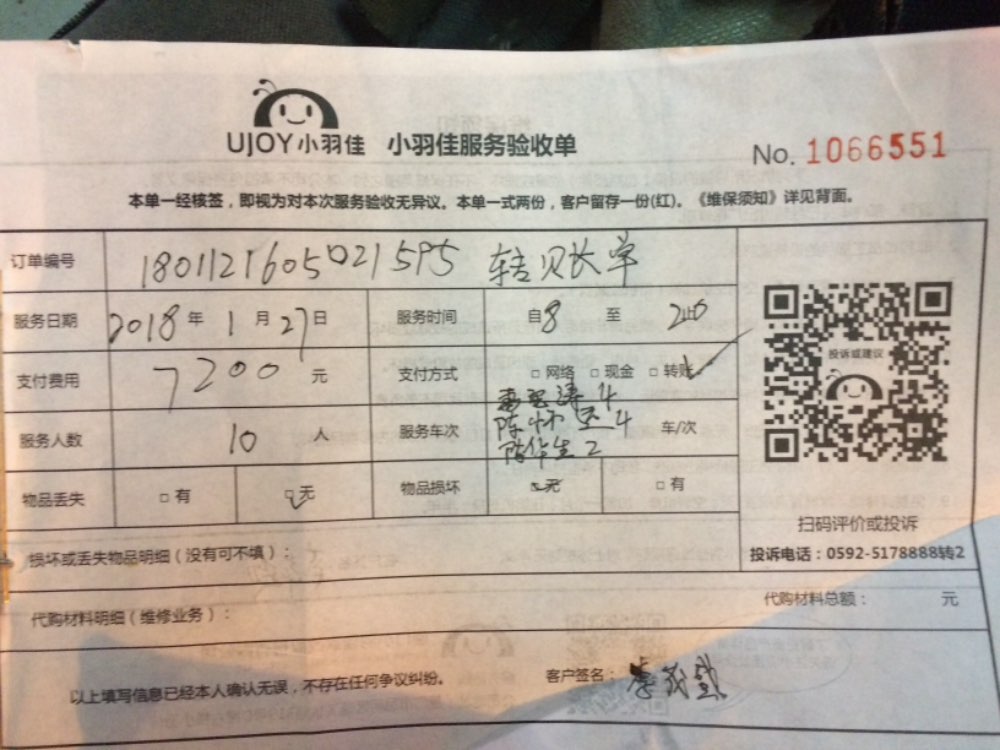 UJOY小羽佳 小羽佳服务验收单 No. 1066551
本单一经核签，即视为对本次服务验收无异议。本单一式两份，客户留存一份(红)。《维保须知》详见背面。
订单编号 1801121605021595 转账单
服务日期 2018 年 1 月 27 日 服务时间 自 8 至
支付费用 7200 元 支付方式 □ 网络 □ 现金 □ 转账 ✓
投诉或建议
服务人数 10 人 服务车次 4 陈怀 4 陈华生 2 车/次
物品丢失 □ 有 □ 无 物品损坏 □ 无 □ 有
扫码评价或投诉
损坏或丢失物品明细（没有可不填）： 投诉电话：0592-5178888转2
代购材料明细（维修业务）： 代购材料总额： 元
以上填写信息已经本人确认无误，不存在任何争议纠纷。 客户签名：